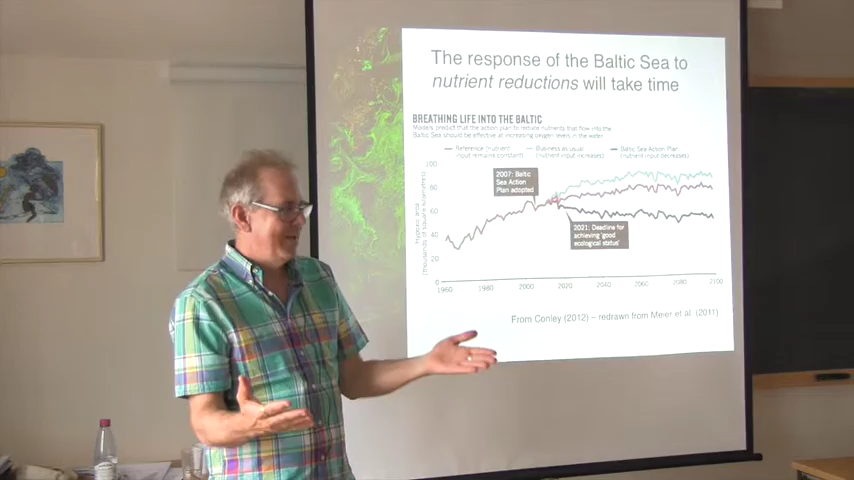 The response of the Baltic Sea to
nutrient reductions will take time
BREATHING LIFE INTO THE BALTIC
Models predict that the action plan to reduce nutrients that flow into the
Baltic Sea should be effective at increasing oxygen levels in the water
Reference (nutrient
input remains constant)
Business as usual
(nutrient input increases)
Baltic Sea Action Plan
(nutrient input decreases)
Hypoxic area
(thousands of square kilometres)
100
80
60
40
20
0
2007: Baltic
Sea Action
Plan adopted
2021: Deadline for
achieving 'good
ecological status'
1960
1980
2000
2020
2040
2060
2080
2100
From Conley (2012) – redrawn from Meier et al. (2011)